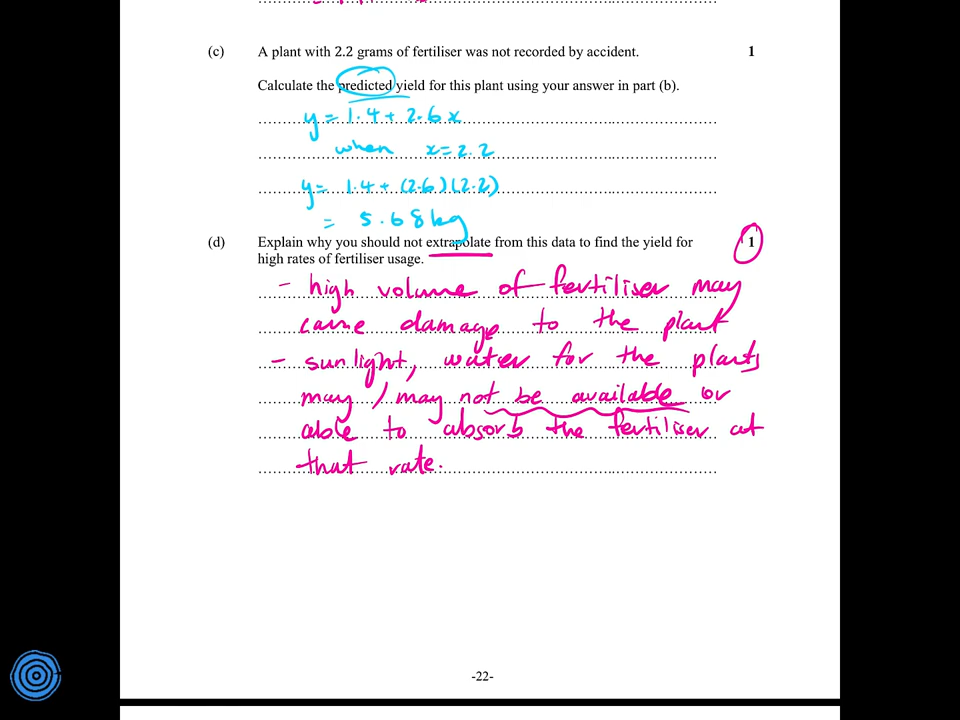 (c) A plant with 2.2 grams of fertiliser was not recorded by accident. 1
Calculate the predicted yield for this plant using your answer in part (b).
y = 1.4 + 2.6x
when x = 2.2
y = 1.4 + (2.6)(2.2)
= 5.68 kg
(d) Explain why you should not extrapolate from this data to find the yield for 1
high rates of fertiliser usage.
- high volume of fertiliser may
cause damage to the plant
- sunlight, water for the plants
may / may not be available or
able to absorb the fertiliser at
that rate.
-22-